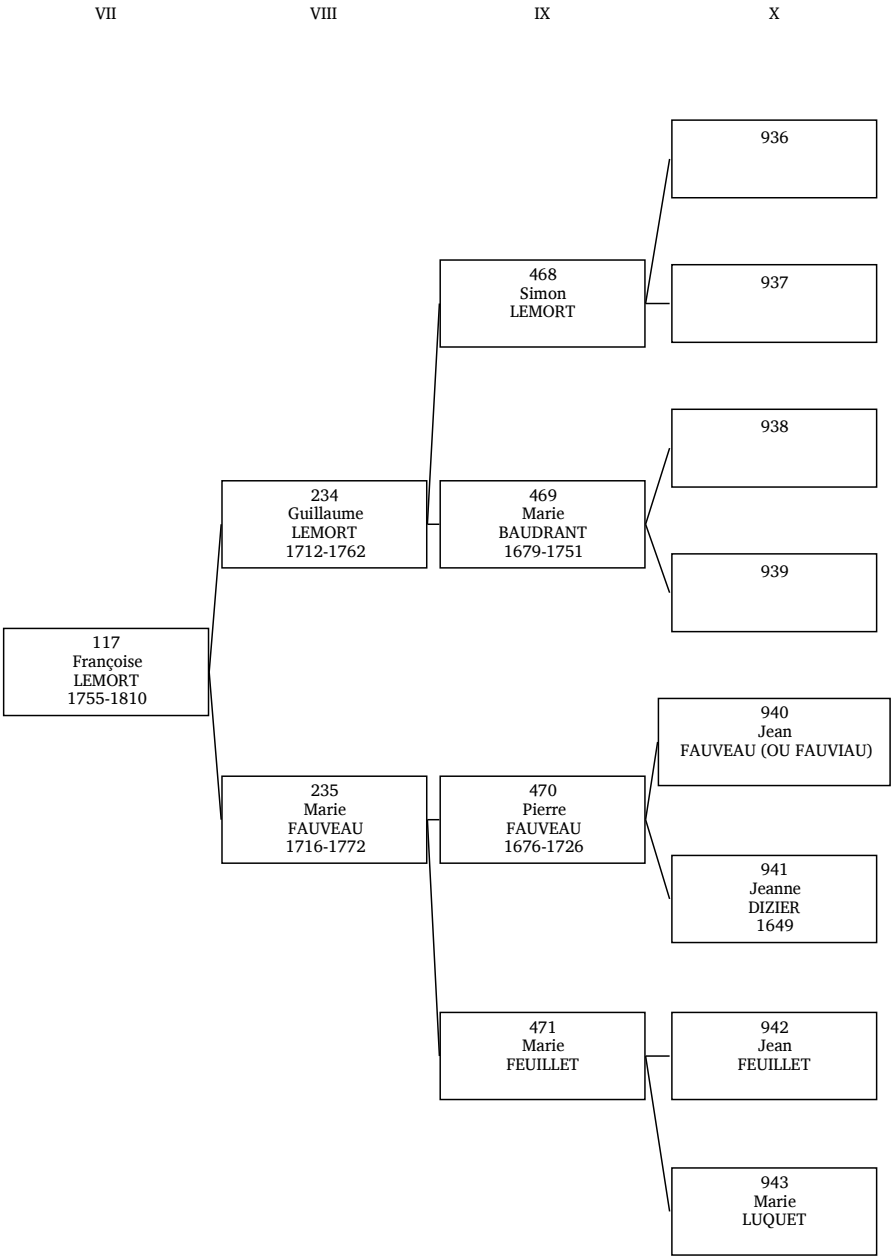 VII
VIII
IX
X
936
468
Simon
LEMORT
937
938
234
Guillaume
LEMORT
1712-1762
469
Marie
BAUDRANT
1679-1751
939
117
Françoise
LEMORT
1755-1810
940
Jean
FAUVEAU (OU FAUVIAU)
235
Marie
FAUVEAU
1716-1772
470
Pierre
FAUVEAU
1676-1726
941
Jeanne
DIZIER
1649
471
Marie
FEUILLET
942
Jean
FEUILLET
943
Marie
LUQUET